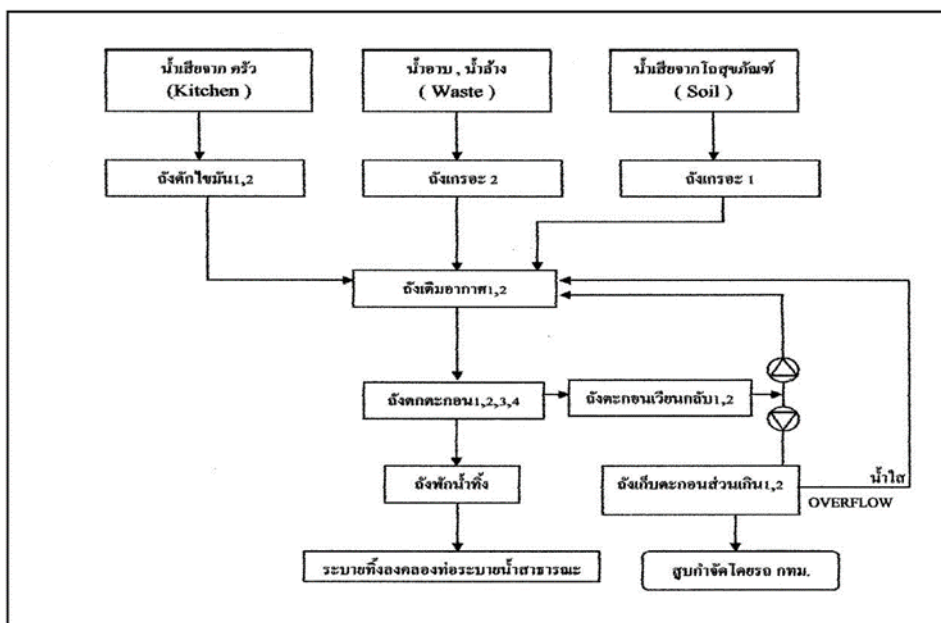 น้ำเสียจาก ครัว
(Kitchen)
น้ำอาบ , น้ำล้าง
( Waste )
น้ำเสียจากโถสุขภัณฑ์
( Soil )
ถังดักไขมัน1,2
ถังเกรอะ 2
ถังเกรอะ 1
ถังเติมอากาศ1,2
ถังตกตะกอน1,2,3,4
ถังตะกอนเวียนกลับ1,2
ถังพักน้ำทิ้ง
ถังเก็บตะกอนส่วนเกิน1,2
น้ำใส
OVERFLOW
ระบายทิ้งลงคลองท่อระบายน้ำสาธารณะ
สูบกำจัดโดยรถ กทม.